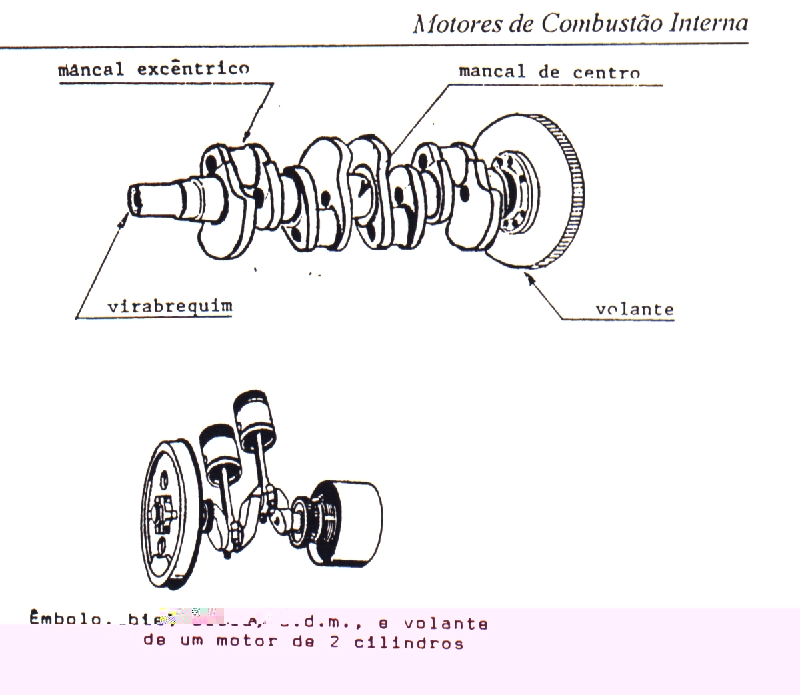 Motores de Combustão Interna
mancal excêntrico
mancal de centro
virabrequim
volante
Êmbolo, e volante
de um motor de 2 cilindros